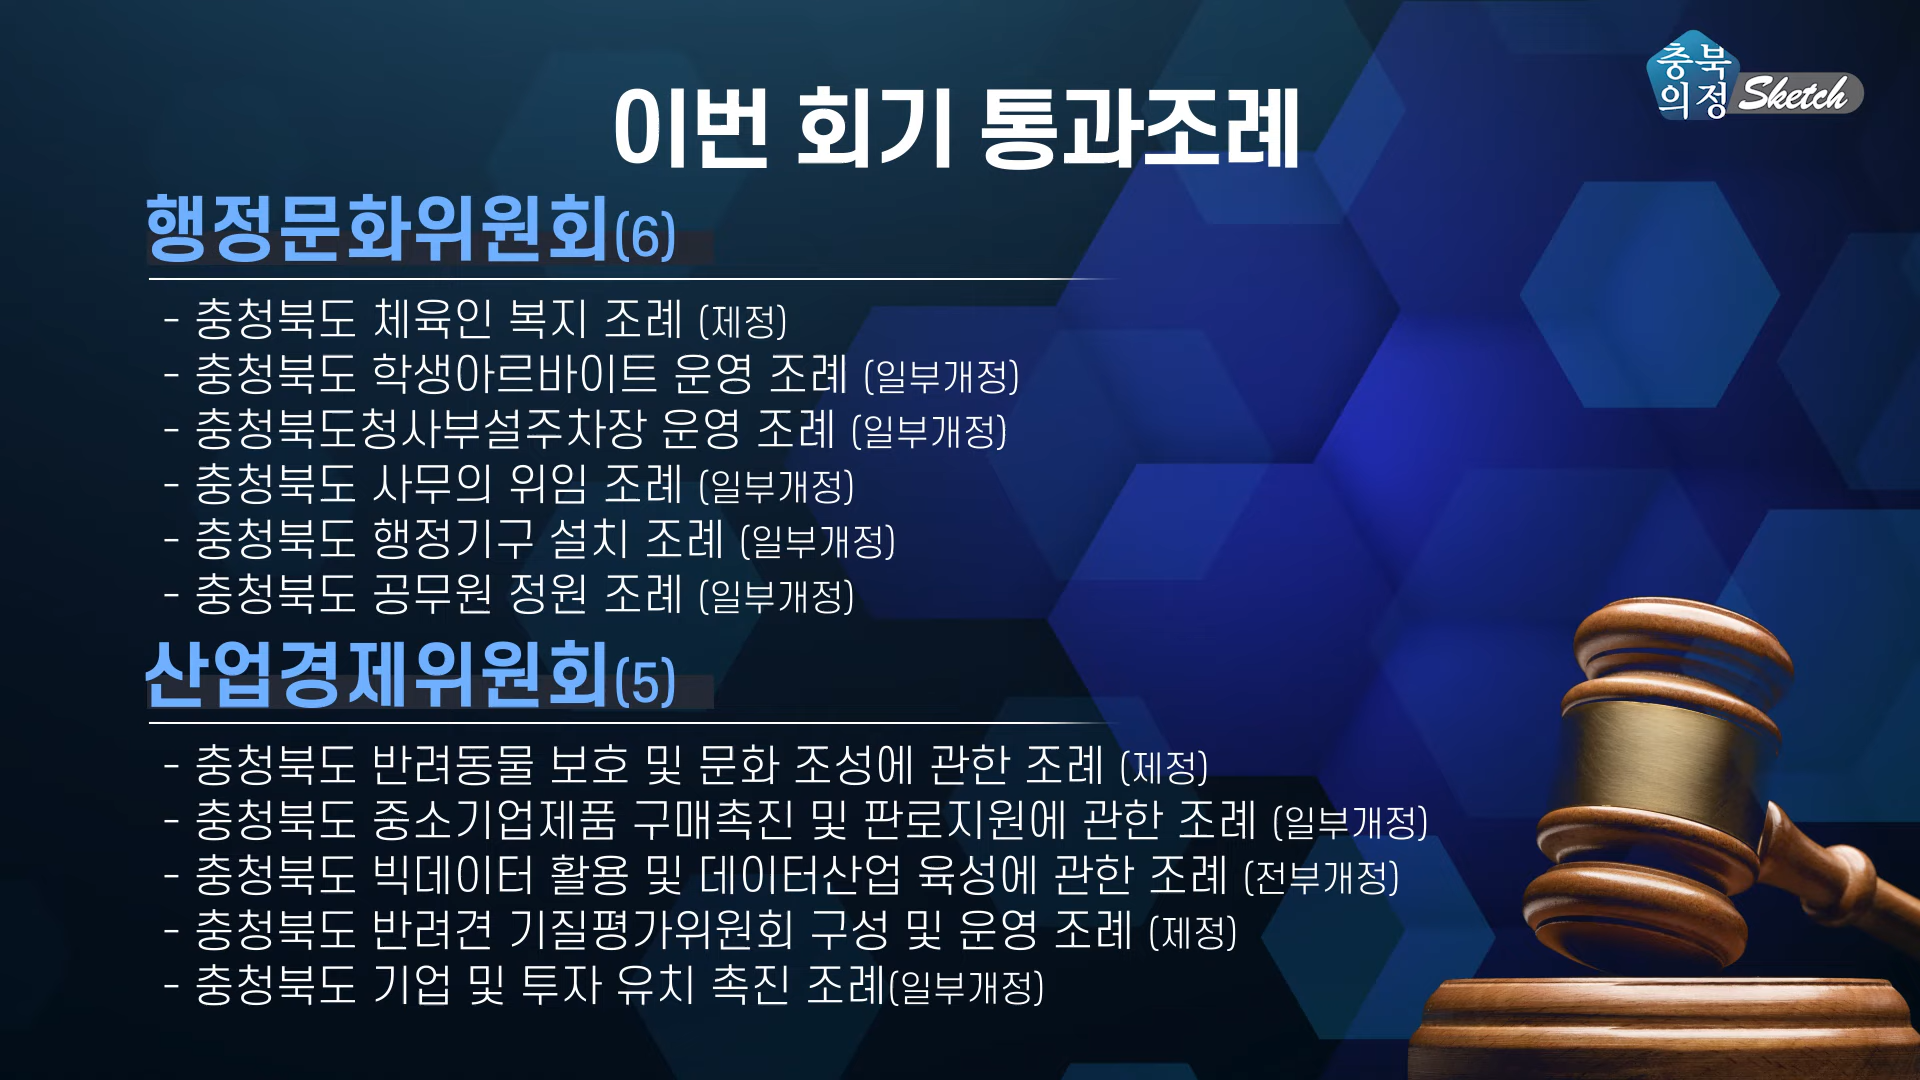 충북
의정 Sketch
이번 회기 통과조례
행정문화위원회(6)
- 충청북도 체육인 복지 조례 (제정)
- 충청북도 학생아르바이트 운영 조례 (일부개정)
- 충청북도청사부설주차장 운영 조례 (일부개정)
- 충청북도 사무의 위임 조례 (일부개정)
- 충청북도 행정기구 설치 조례 (일부개정)
- 충청북도 공무원 정원 조례 (일부개정)
산업경제위원회(5)
- 충청북도 반려동물 보호 및 문화 조성에 관한 조례 (제정)
- 충청북도 중소기업제품 구매촉진 및 판로지원에 관한 조례 (일부개정)
- 충청북도 빅데이터 활용 및 데이터산업 육성에 관한 조례 (전부개정)
- 충청북도 반려견 기질평가위원회 구성 및 운영 조례 (제정)
- 충청북도 기업 및 투자 유치 촉진 조례(일부개정)